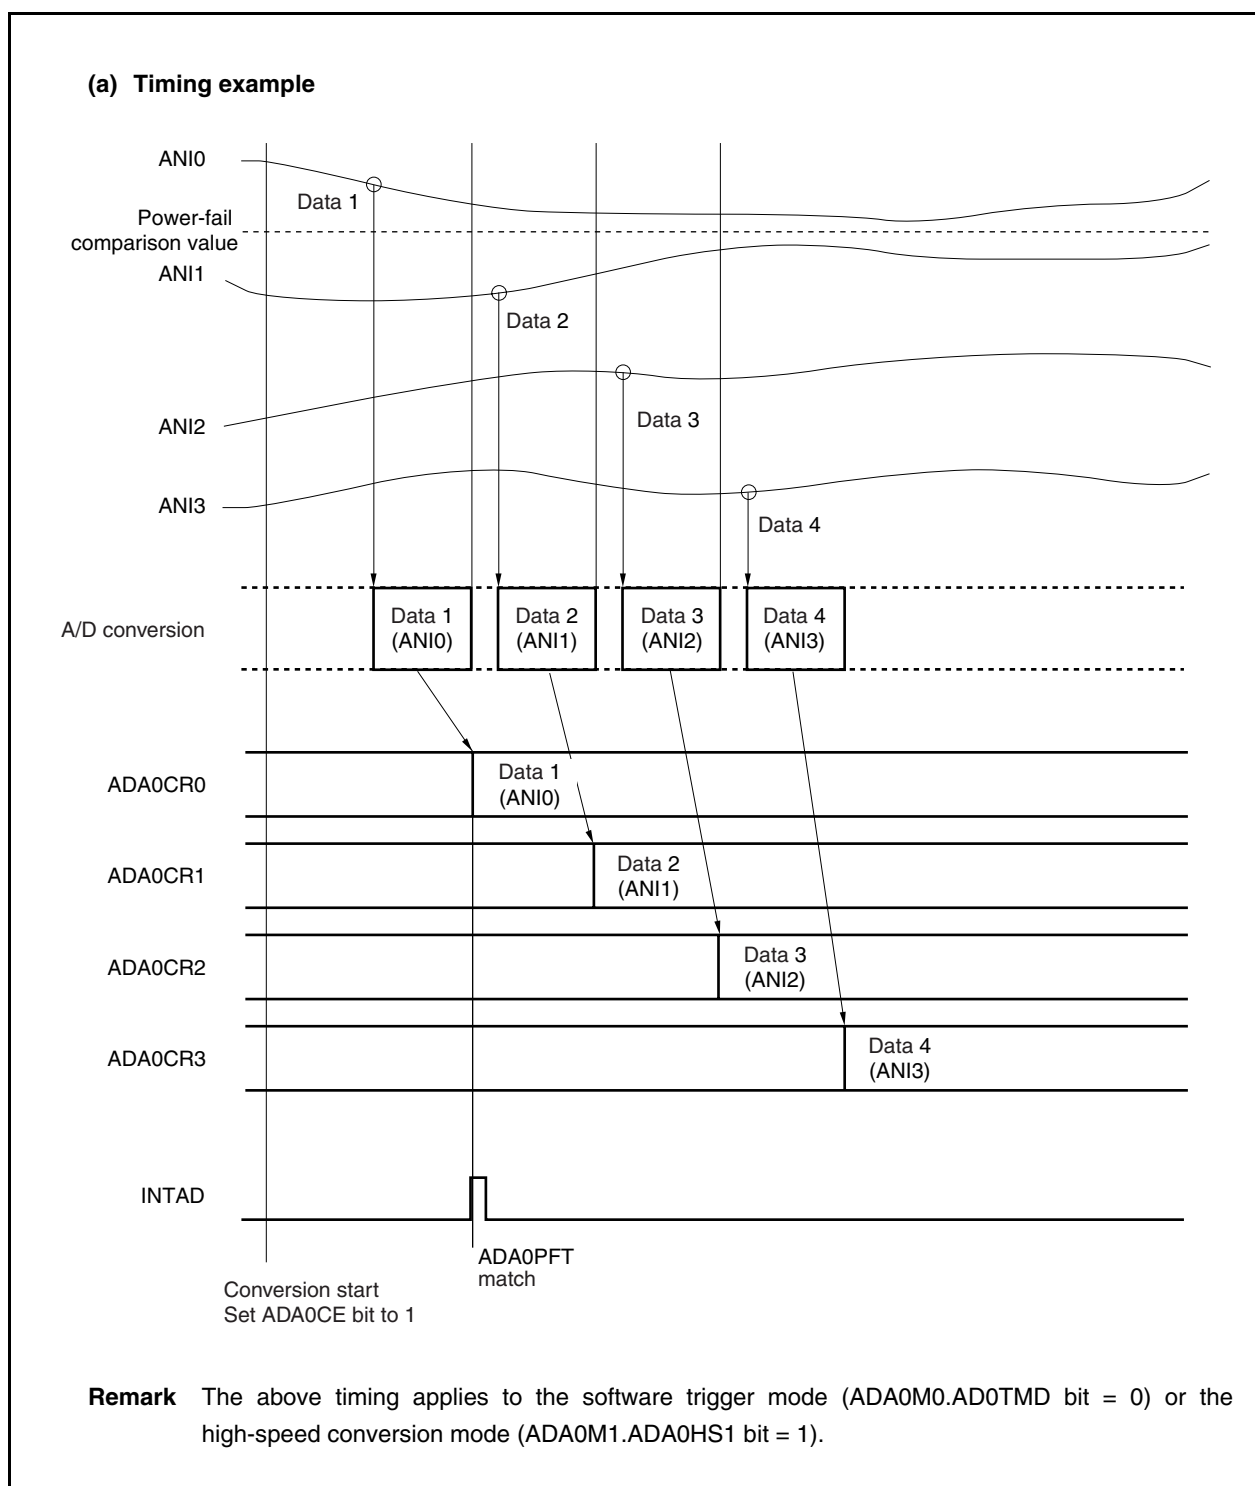 (a) Timing example
ANI0
Data 1
Power-fail
comparison value
ANI1
Data 2
Data 3
ANI2
ANI3
Data 4
A/D conversion
Data 1
(ANI0)
Data 2
(ANI1)
Data 3
(ANI2)
Data 4
(ANI3)
ADA0CR0
Data 1
(ANI0)
ADA0CR1
Data 2
(ANI1)
ADA0CR2
Data 3
(ANI2)
ADA0CR3
Data 4
(ANI3)
INTAD
ADA0PFT
match
Conversion start
Set ADA0CE bit to 1
Remark The above timing applies to the software trigger mode (ADA0M0.AD0TMD bit = 0) or the
high-speed conversion mode (ADA0M1.ADA0HS1 bit = 1).